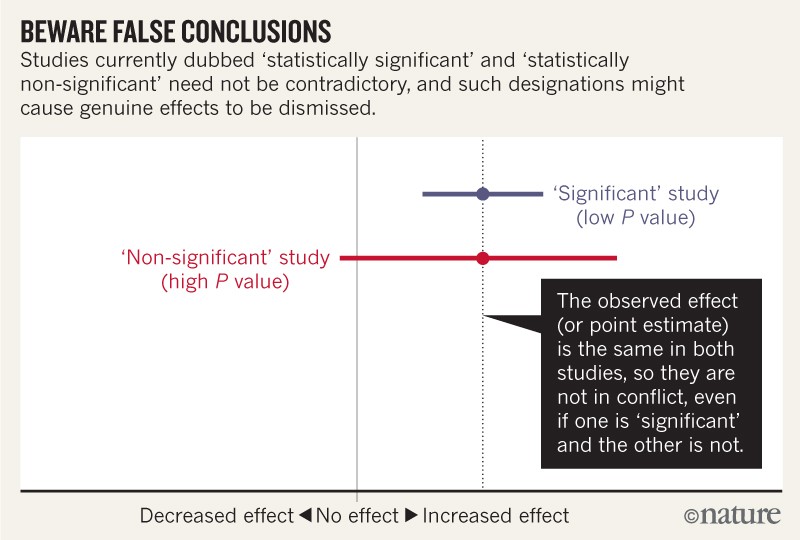 BEWARE FALSE CONCLUSIONS
Studies currently dubbed ‘statistically significant’ and ‘statistically
non-significant’ need not be contradictory, and such designations might
cause genuine effects to be dismissed.
‘Significant’ study
(low P value)
‘Non-significant’ study
(high P value)
The observed effect
(or point estimate)
is the same in both
studies, so they are
not in conflict, even
if one is ‘significant’
and the other is not.
Decreased effect ◀ No effect ▶ Increased effect
©nature